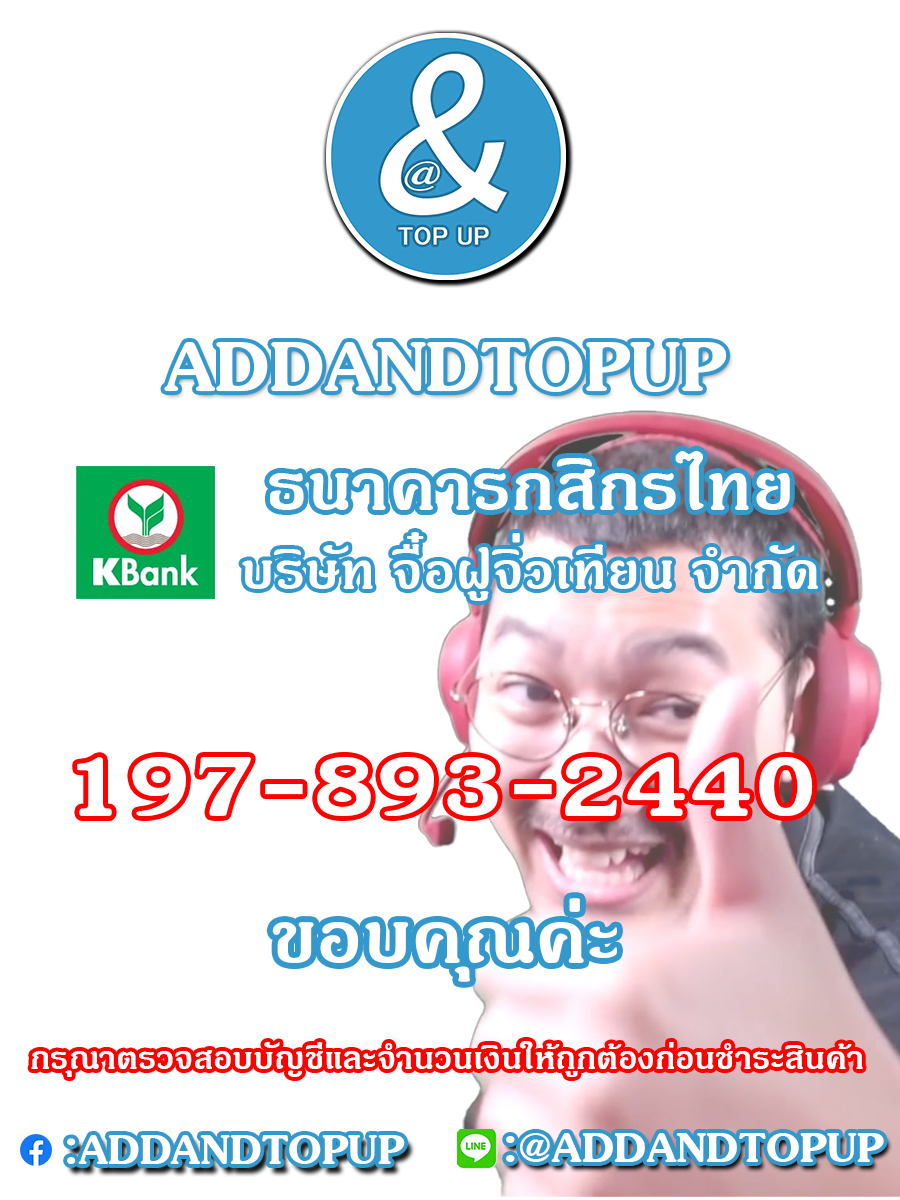 &
@
TOP UP
ADDANDTOPUP
ธนาคารกสิกรไทย
KBank
บริษัท จื๋อฝูจิ่วเทียน จำกัด
197-893-2440
ขอบคุณค่ะ
กรุณาตรวจสอบบัญชีและจำนวนเงินให้ถูกต้องก่อนชำระสินค้า
:ADDANDTOPUP
LINE :@ADDANDTOPUP